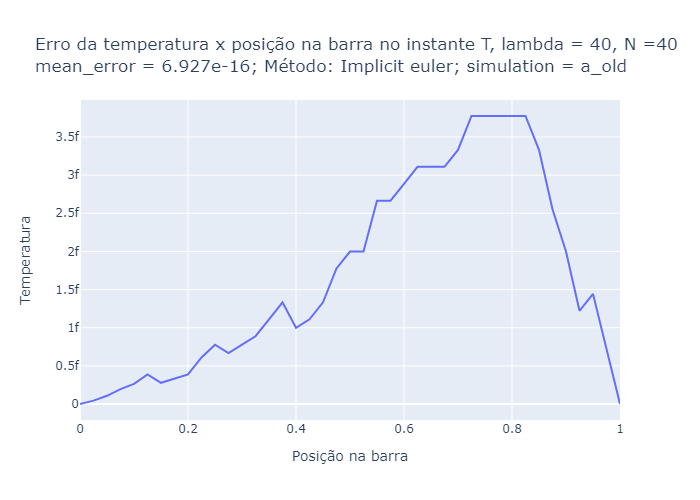 Erro da temperatura x posição na barra no instante T, lambda = 40, N =40
mean_error = 6.927e-16; Método: Implicit euler; simulation = a_old
3.5f
3f
2.5f
2f
1.5f
1f
0.5f
0
Temperatura
0 0.2 0.4 0.6 0.8 1
Posição na barra